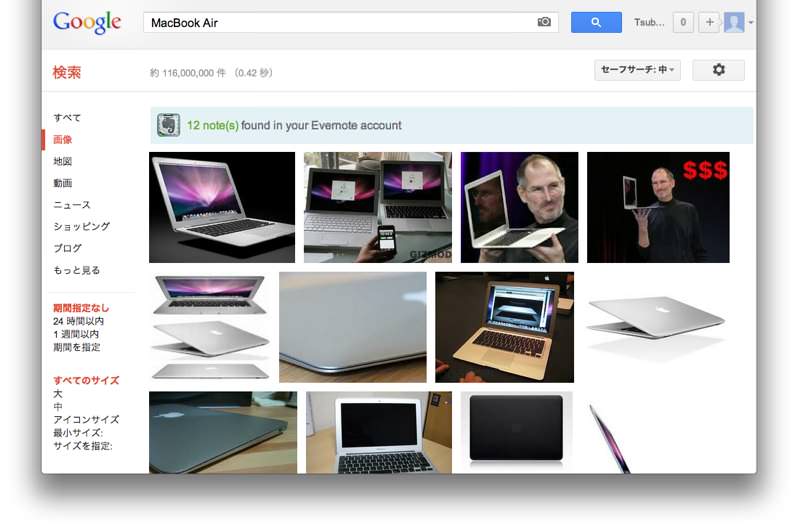 Google
MacBook Air
Tsub...
0
+
検索
約 116,000,000 件 （0.42 秒）
セーフサーチ: 中
すべて
画像
地図
動画
ニュース
ショッピング
ブログ
もっと見る
期間指定なし
24 時間以内
1 週間以内
期間を指定
すべてのサイズ
大
中
アイコンサイズ
最小サイズ:
サイズを指定:
12 note(s) found in your Evernote account
GIZMOD
$$$